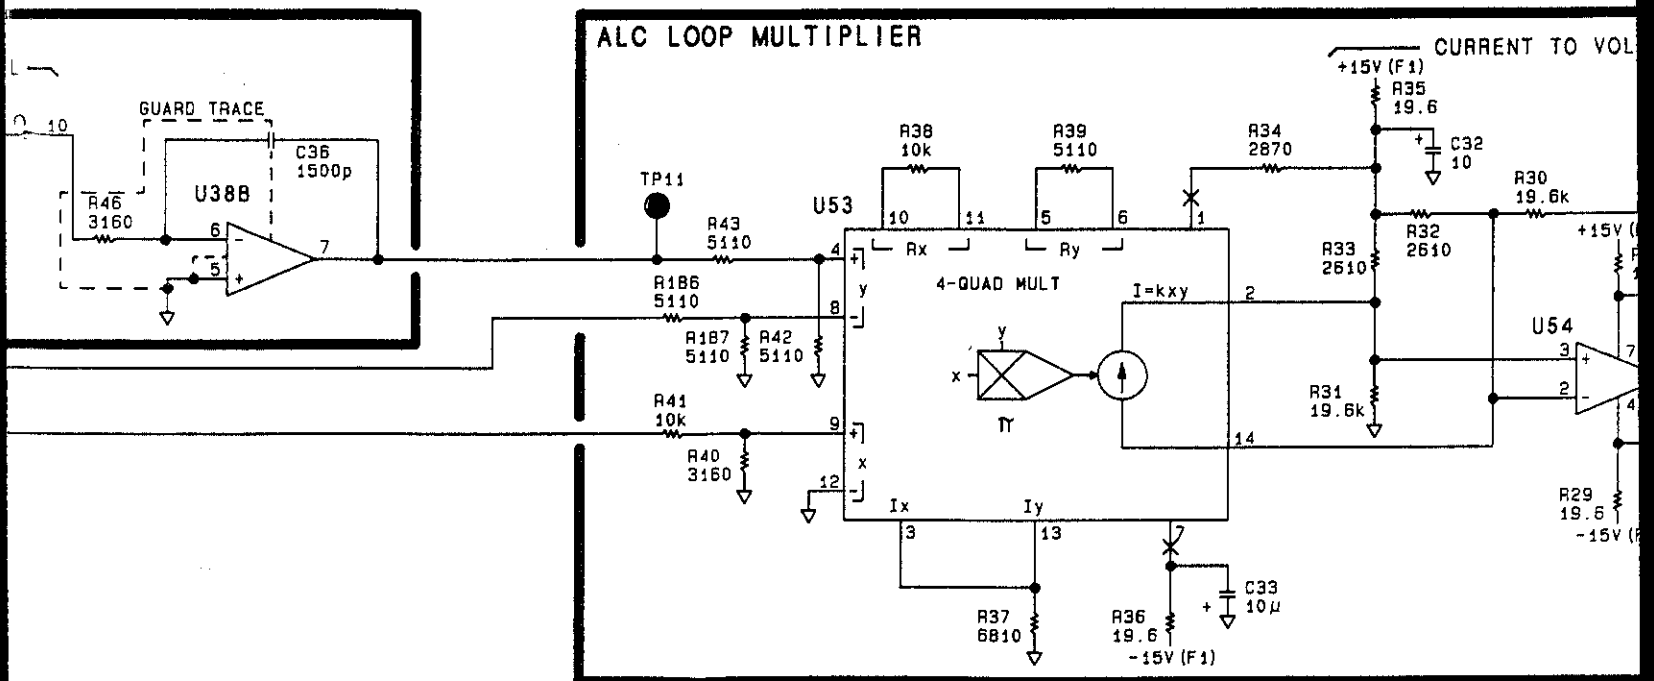 ALC LOOP MULTIPLIER
CURRENT TO VOL
+15V(F1)
R35
19.6
L
GUARD TRACE
10
C36
1500p
U38B
R46
3160
6
-
7
5
+
TP11
R43
5110
R186
5110
R187
5110
R42
5110
R41
10k
R40
3160
U53
R38
10k
R39
5110
R34
2870
C32
+
10
R30
19.6k
10
11
5
6
1
Rx
Ry
4
+
y
8
-
4-QUAD MULT
I=kxy
2
R33
2610
R32
2610
+15V(
U54
3
+
7
2
-
4
y
x
π
R31
19.6k
9
+
x
12
-
14
Ix
Iy
3
13
7
R37
6810
R36
19.6
-15V(F1)
C33
+
10μ
R29
19.6
-15V(F